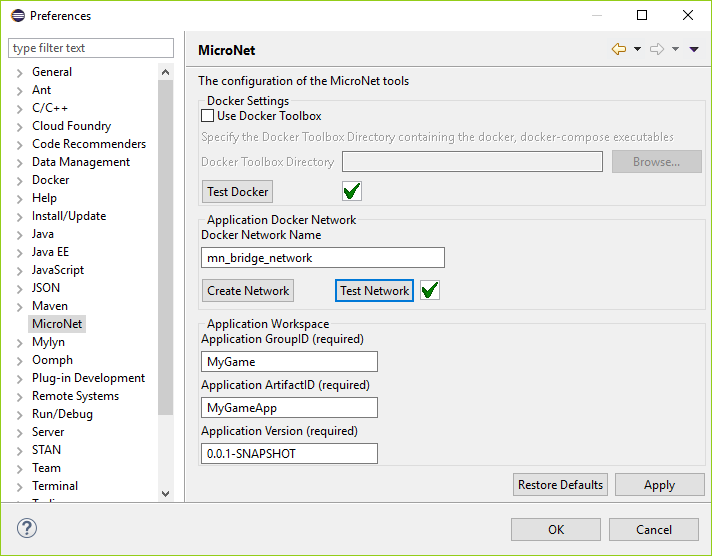 Preferences
type filter text
General
Ant
C/C++
Cloud Foundry
Code Recommenders
Data Management
Docker
Help
Install/Update
Java
Java EE
JavaScript
JSON
Maven
MicroNet
Mylyn
Oomph
Plug-in Development
Remote Systems
Run/Debug
Server
STAN
Team
Terminal
MicroNet
The configuration of the MicroNet tools
Docker Settings
Use Docker Toolbox
Specify the Docker Toolbox Directory containing the docker, docker-compose executables
Docker Toolbox Directory
Browse...
Test Docker
Application Docker Network
Docker Network Name
mn_bridge_network
Create Network
Test Network
Application Workspace
Application GroupID (required)
MyGame
Application ArtifactID (required)
MyGameApp
Application Version (required)
0.0.1-SNAPSHOT
Restore Defaults
Apply
?
OK
Cancel